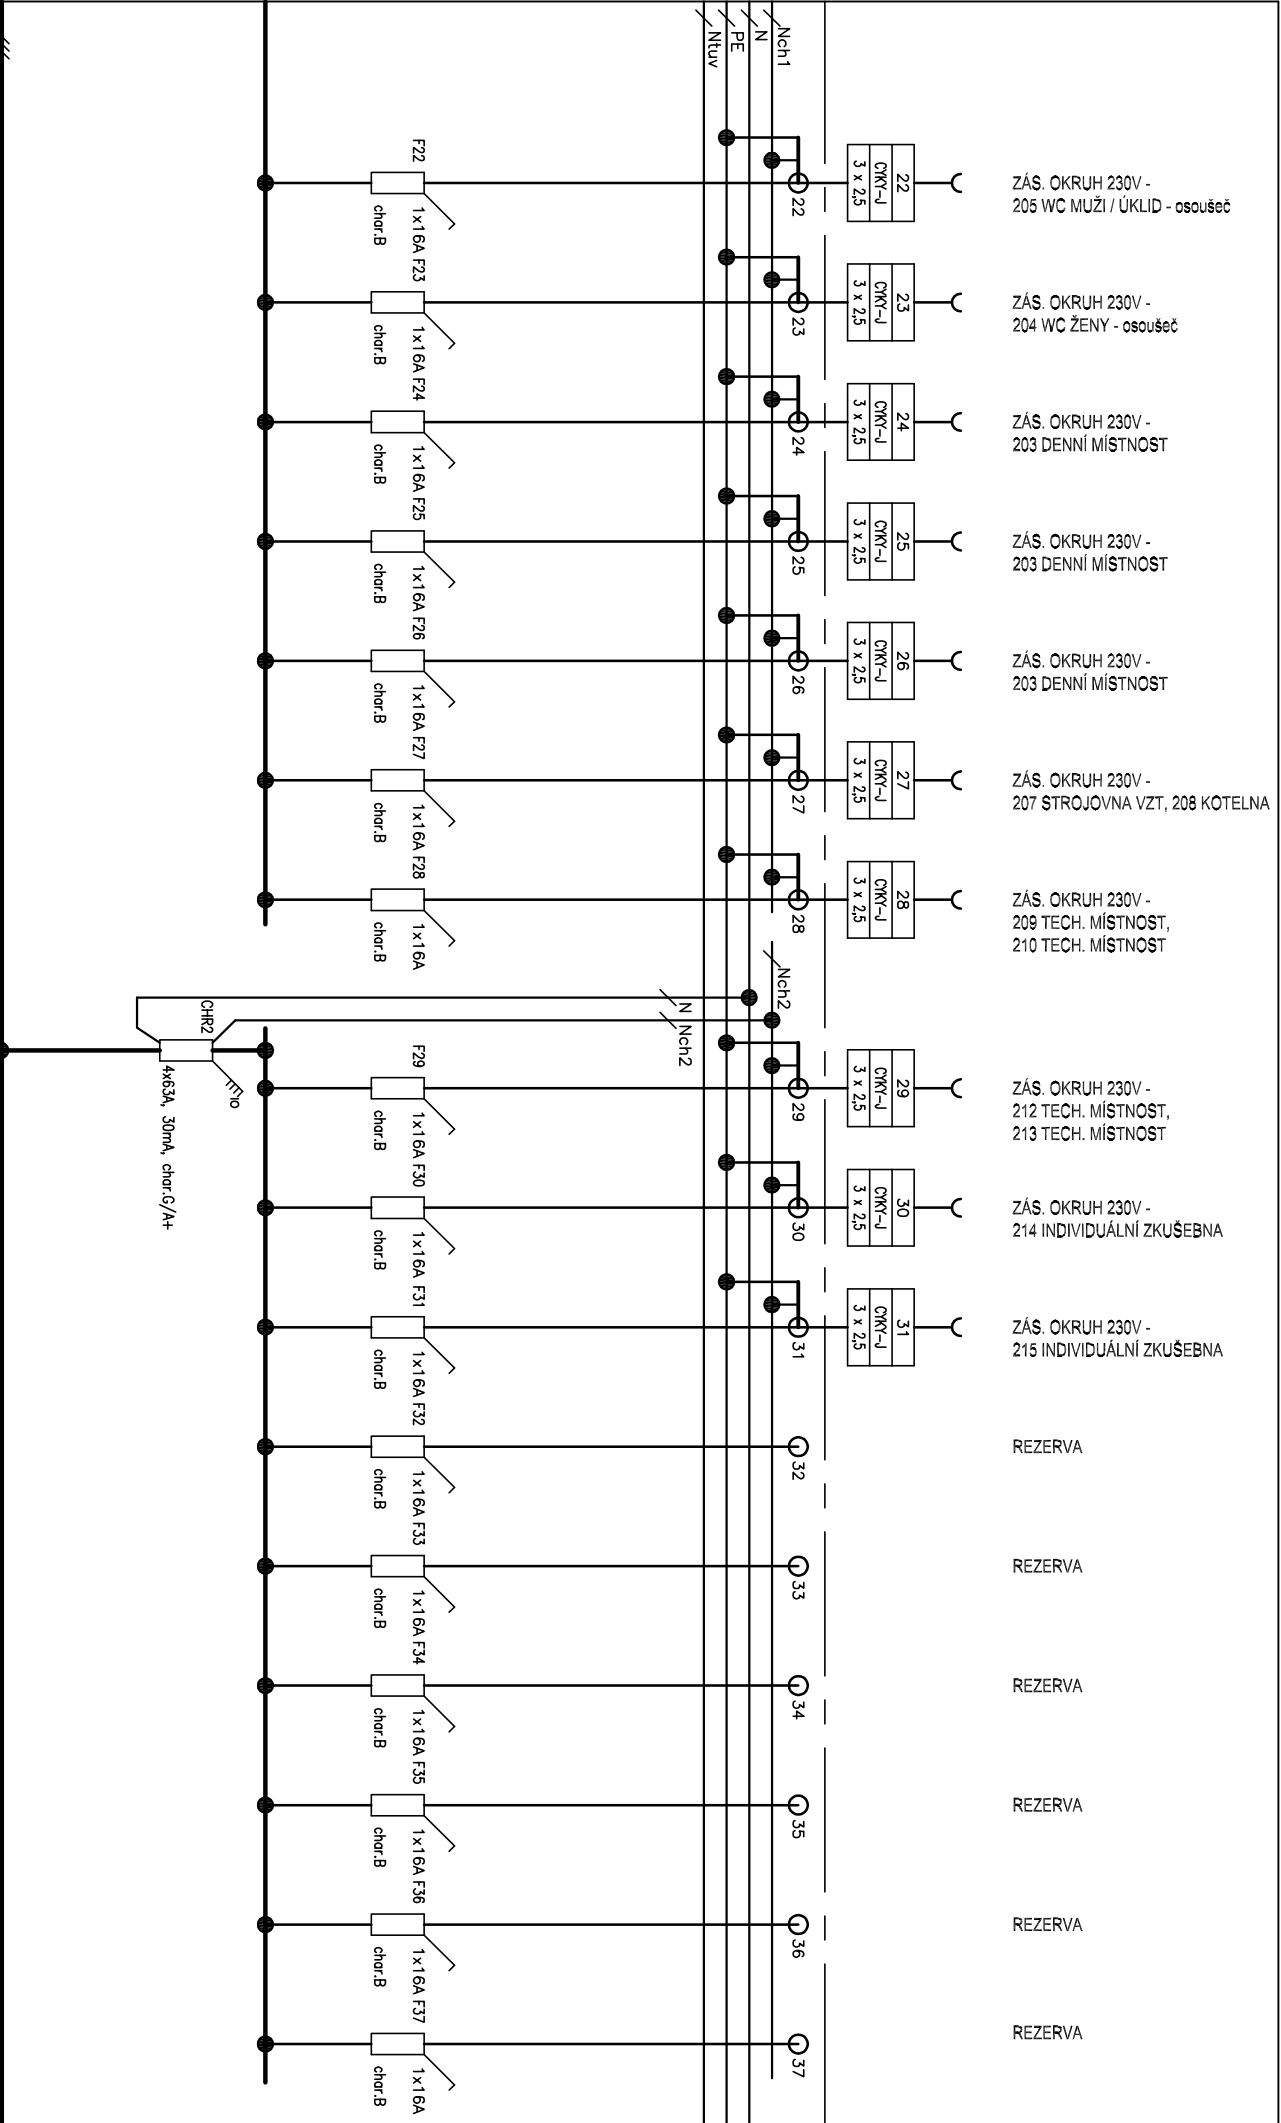 Nch1
N
PE
Ntuv
F22
1x16A
char.B
22
22
CYKY-J
3 x 2,5
ZÁS. OKRUH 230V -
205 WC MUŽI / ÚKLID - osoušeč
F23
1x16A
char.B
23
23
CYKY-J
3 x 2,5
ZÁS. OKRUH 230V -
204 WC ŽENY - osoušeč
F24
1x16A
char.B
24
24
CYKY-J
3 x 2,5
ZÁS. OKRUH 230V -
203 DENNÍ MÍSTNOST
F25
1x16A
char.B
25
25
CYKY-J
3 x 2,5
ZÁS. OKRUH 230V -
203 DENNÍ MÍSTNOST
F26
1x16A
char.B
26
26
CYKY-J
3 x 2,5
ZÁS. OKRUH 230V -
203 DENNÍ MÍSTNOST
F27
1x16A
char.B
27
27
CYKY-J
3 x 2,5
ZÁS. OKRUH 230V -
207 STROJOVNA VZT, 208 KOTELNA
F28
1x16A
char.B
28
28
CYKY-J
3 x 2,5
ZÁS. OKRUH 230V -
209 TECH. MÍSTNOST,
210 TECH. MÍSTNOST
Nch2
N
Nch2
CHR2
IO
4x63A, 30mA, char.G/A+
F29
1x16A
char.B
29
29
CYKY-J
3 x 2,5
ZÁS. OKRUH 230V -
212 TECH. MÍSTNOST,
213 TECH. MÍSTNOST
F30
1x16A
char.B
30
30
CYKY-J
3 x 2,5
ZÁS. OKRUH 230V -
214 INDIVIDUÁLNÍ ZKUŠEBNA
F31
1x16A
char.B
31
31
CYKY-J
3 x 2,5
ZÁS. OKRUH 230V -
215 INDIVIDUÁLNÍ ZKUŠEBNA
F32
1x16A
char.B
32
REZERVA
F33
1x16A
char.B
33
REZERVA
F34
1x16A
char.B
34
REZERVA
F35
1x16A
char.B
35
REZERVA
F36
1x16A
char.B
36
REZERVA
F37
1x16A
char.B
37
REZERVA